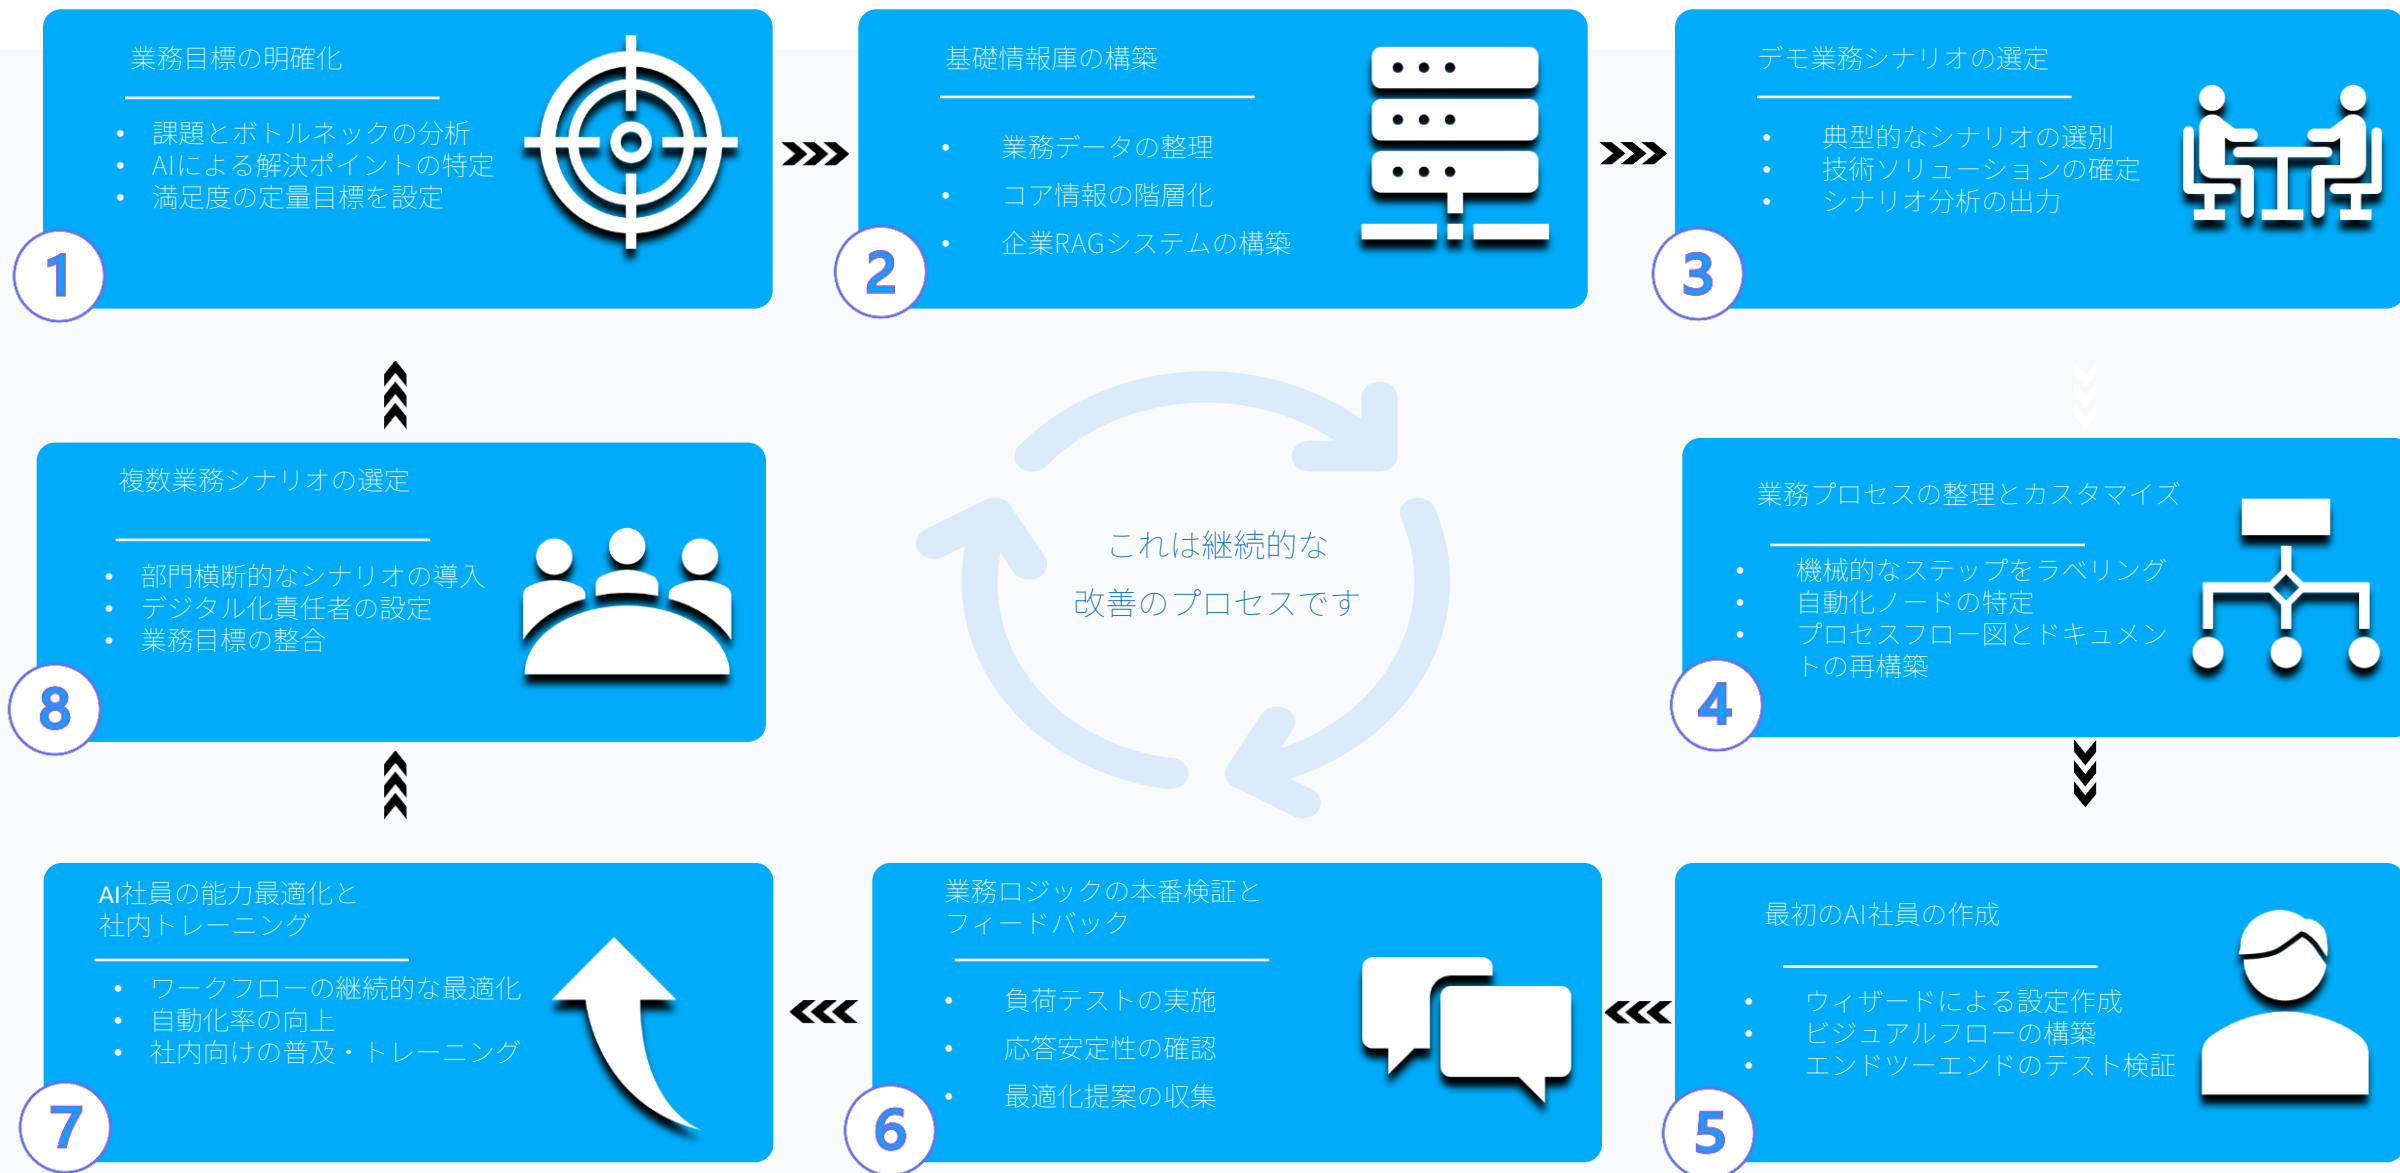 業務目標の明確化
• 課題とボトルネックの分析
• AIによる解決ポイントの特定
• 満足度の定量目標を設定
1
基礎情報庫の構築
• 業務データの整理
• コア情報の階層化
• 企業RAGシステムの構築
2
デモ業務シナリオの選定
• 典型的なシナリオの選別
• 技術ソリューションの確定
• シナリオ分析の出力
3
業務プロセスの整理とカスタマイズ
• 機械的なステップをラベリング
• 自動化ノードの特定
• プロセスフロー図とドキュメン
トの再構築
4
最初のAI社員の作成
• ウィザードによる設定作成
• ビジュアルフローの構築
• エンドツーエンドのテスト検証
5
業務ロジックの本番検証と
フィードバック
• 負荷テストの実施
• 応答安定性の確認
• 最適化提案の収集
6
AI社員の能力最適化と
社内トレーニング
• ワークフローの継続的な最適化
• 自動化率の向上
• 社内向けの普及・トレーニング
7
複数業務シナリオの選定
• 部門横断的なシナリオの導入
• デジタル化責任者の設定
• 業務目標の整合
8
これは継続的な
改善のプロセスです